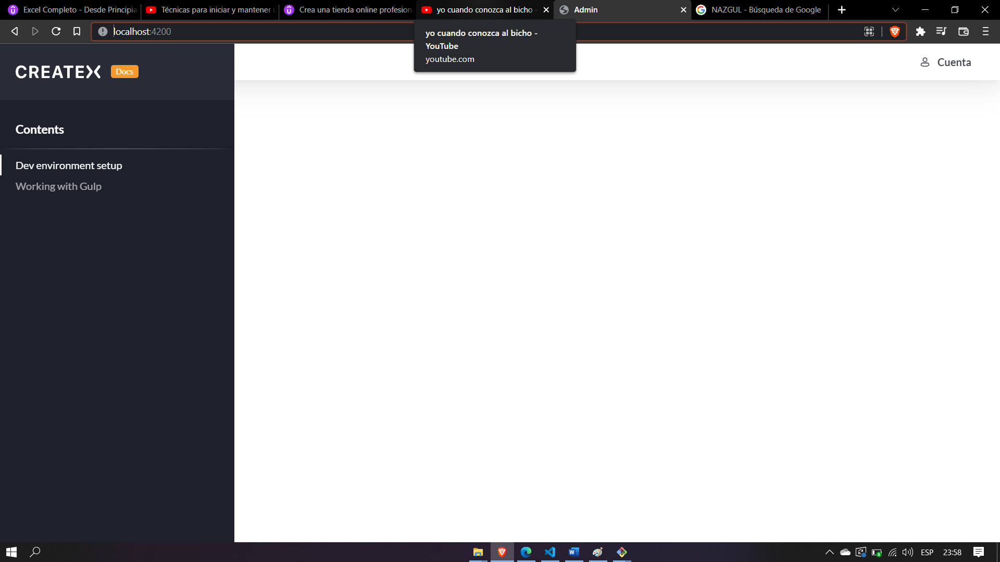 Excel Completo - Desde Principia
Técnicas para iniciar y mantener u
Crea una tienda online profesion
yo cuando conozca al bicho -
Admin
NAZGUL - Búsqueda de Google
localhost:4200
yo cuando conozca al bicho -
YouTube
youtube.com
CREATEX Docs
Cuenta
Contents
Dev environment setup
Working with Gulp
ESP
23:58